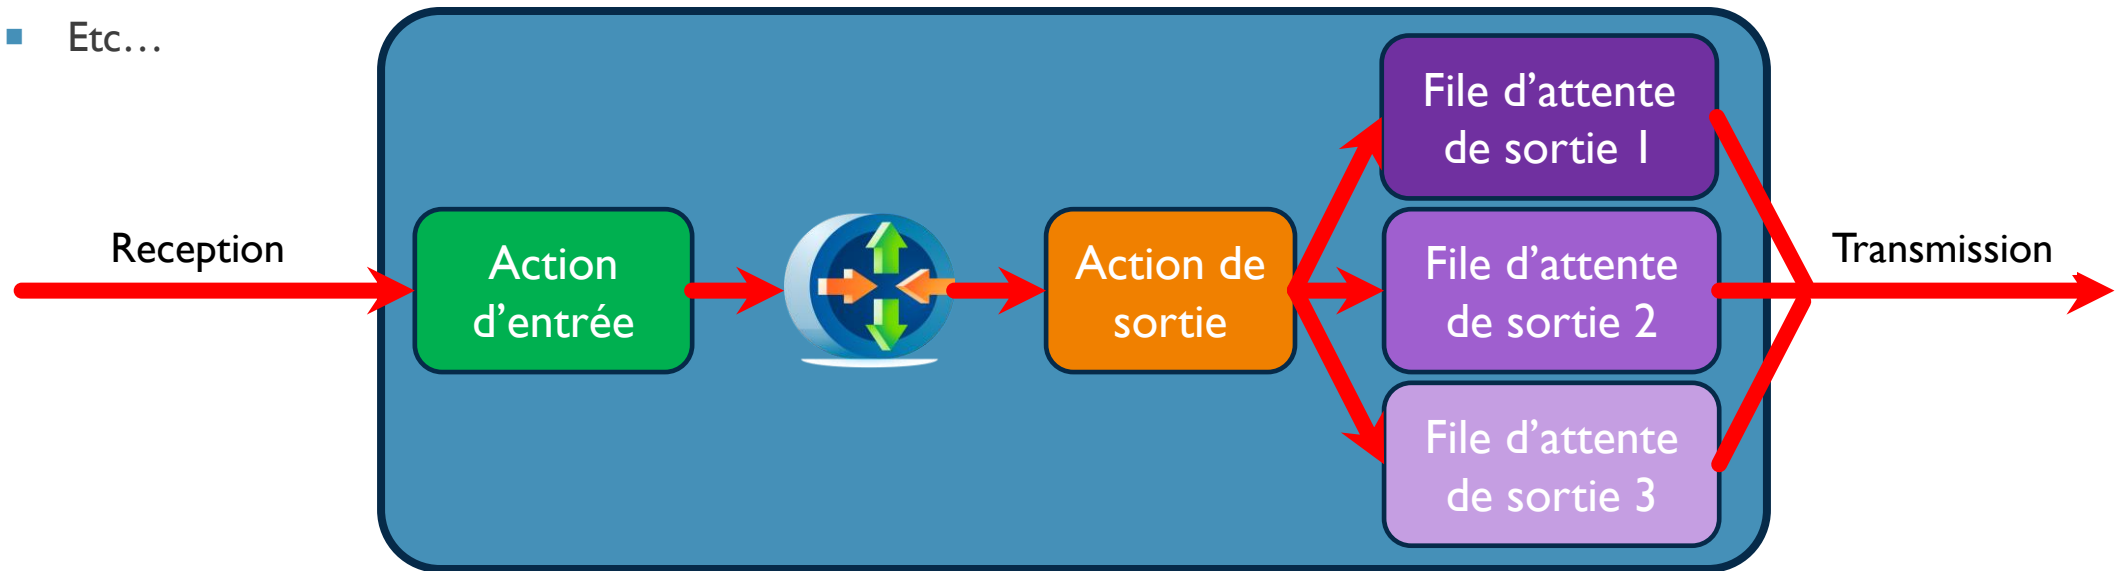 Etc…
Reception
Action
d’entrée
Action de
sortie
File d’attente
de sortie 1
File d’attente
de sortie 2
File d’attente
de sortie 3
Transmission